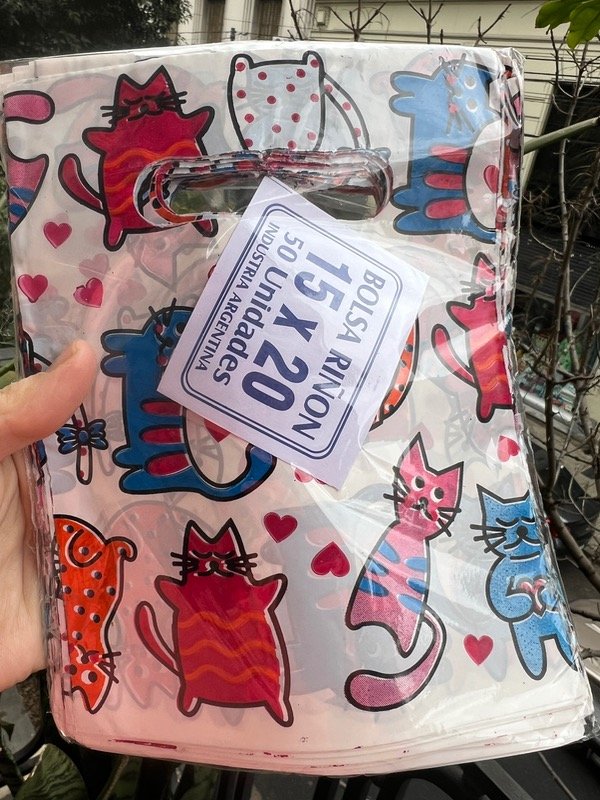 BOLSA RIÑON
15 X 20
50 Unidades
INDUSTRIA ARGENTINA